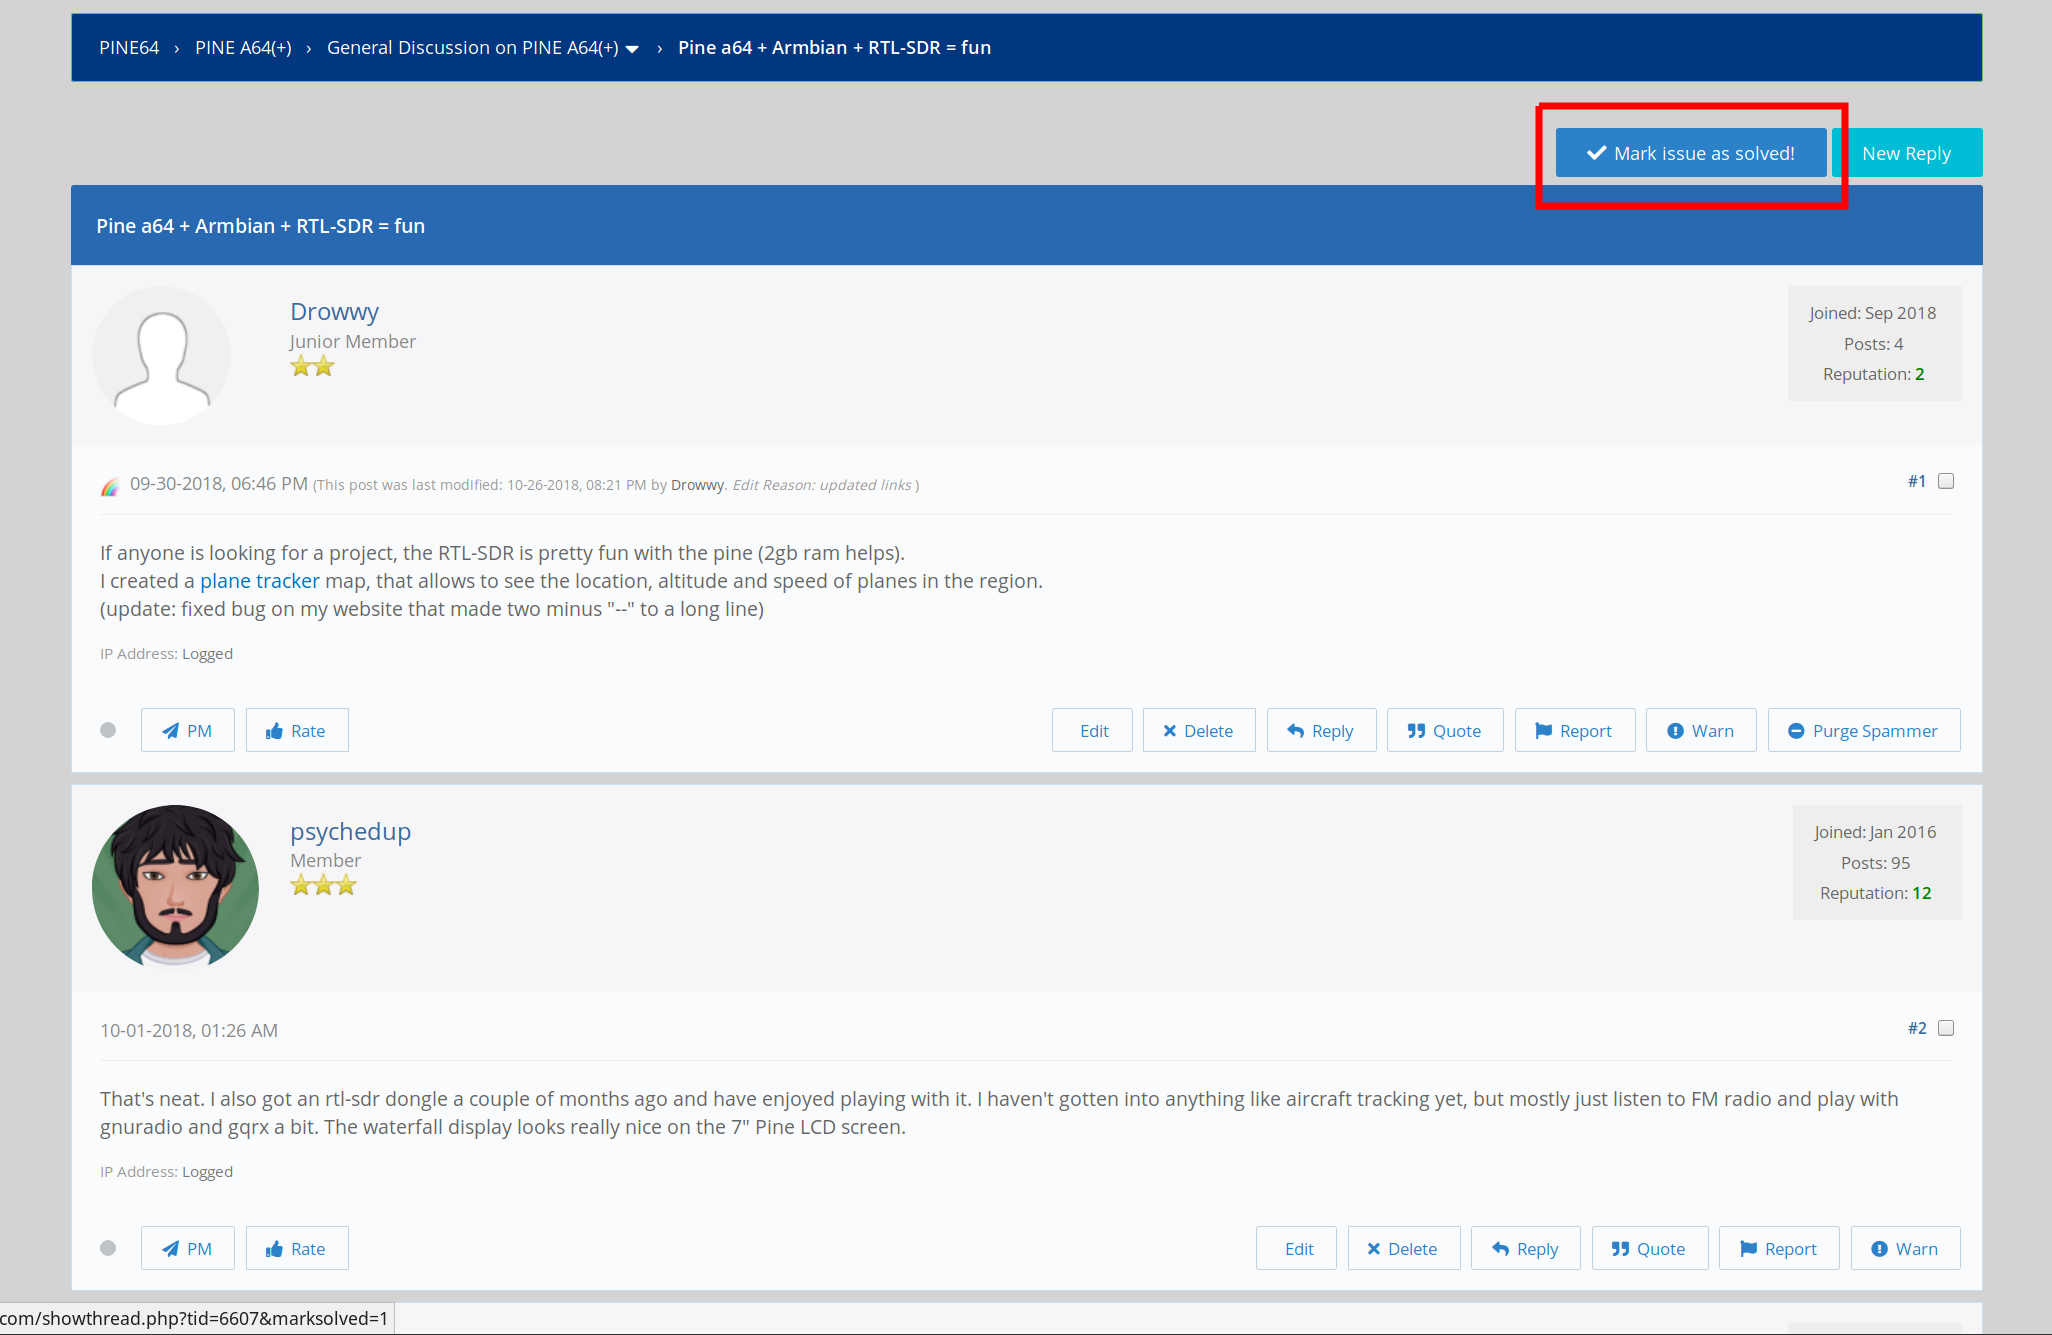 PINE64 › PINE A64(+) › General Discussion on PINE A64(+) › Pine a64 + Armbian + RTL-SDR = fun
Mark issue as solved! New Reply
Pine a64 + Armbian + RTL-SDR = fun
Drowwy
Junior Member
Joined: Sep 2018
Posts: 4
Reputation: 2
09-30-2018, 06:46 PM (This post was last modified: 10-26-2018, 08:21 PM by Drowwy. Edit Reason: updated links ) #1
If anyone is looking for a project, the RTL-SDR is pretty fun with the pine (2gb ram helps).
I created a plane tracker map, that allows to see the location, altitude and speed of planes in the region.
(update: fixed bug on my website that made two minus "--" to a long line)
IP Address: Logged
PM Rate Edit Delete Reply Quote Report Warn Purge Spammer
psychedup
Member
Joined: Jan 2016
Posts: 95
Reputation: 12
10-01-2018, 01:26 AM #2
That's neat. I also got an rtl-sdr dongle a couple of months ago and have enjoyed playing with it. I haven't gotten into anything like aircraft tracking yet, but mostly just listen to FM radio and play with
gnuradio and gqrx a bit. The waterfall display looks really nice on the 7" Pine LCD screen.
IP Address: Logged
PM Rate Edit Delete Reply Quote Report Warn
com/showthread.php?tid=6607&marksolved=1